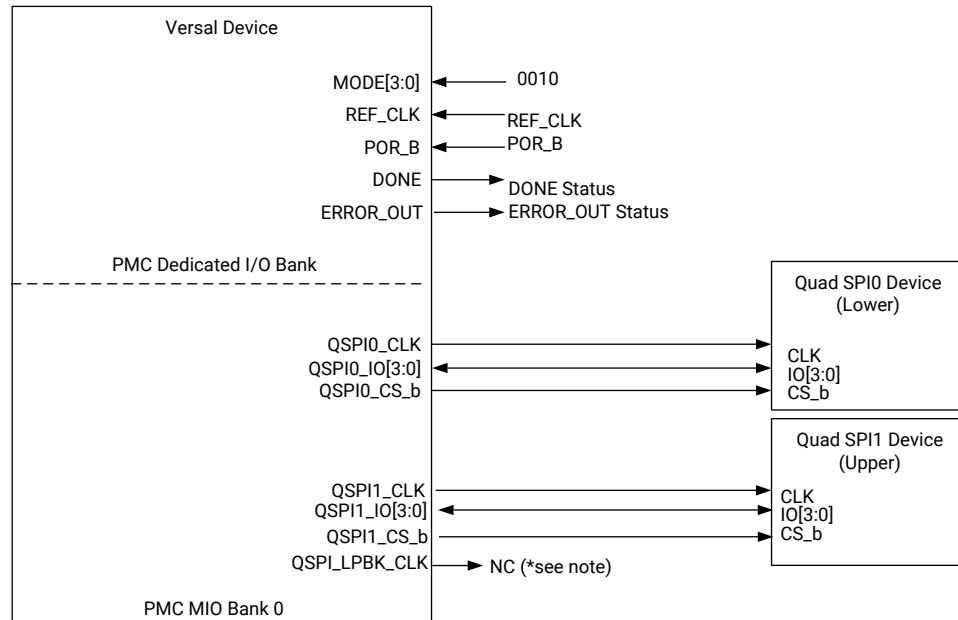 Versal Device
MODE[3:0]
0010
REF_CLK
REF_CLK
POR_B
POR_B
DONE
DONE Status
ERROR_OUT
ERROR_OUT Status
PMC Dedicated I/O Bank
Quad SPI0 Device
(Lower)
QSPI0_CLK
CLK
QSPI0_IO[3:0]
IO[3:0]
QSPI0_CS_b
CS_b
Quad SPI1 Device
(Upper)
QSPI1_CLK
CLK
QSPI1_IO[3:0]
IO[3:0]
QSPI1_CS_b
CS_b
QSPI_LPBK_CLK
NC (*see note)
PMC MIO Bank 0